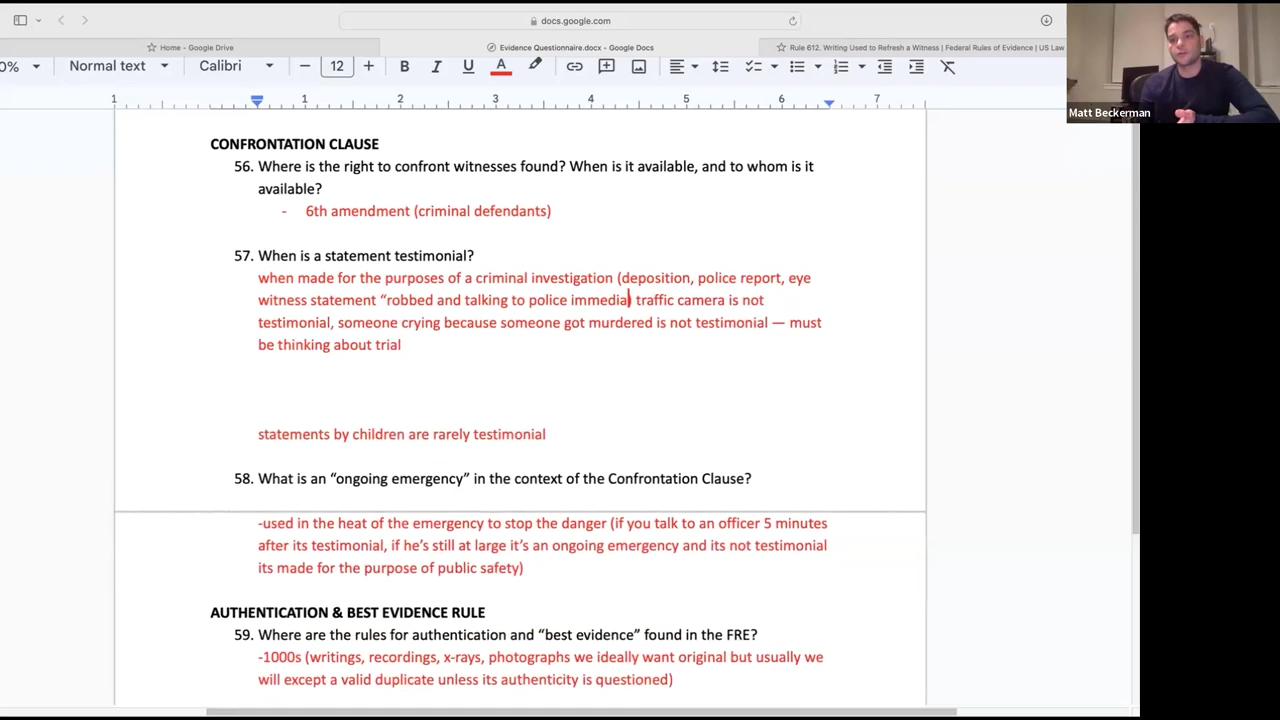 docs.google.com
Home - Google Drive
Evidence Questionnaire.docx - Google Docs
Rule 612. Writing Used to Refresh a Witness | Federal Rules of Evidence | US Law
0%
Normal text
Calibri
12
B I U A
1 1 2 3 4 5 6 7
Matt Beckerman
CONFRONTATION CLAUSE
56. Where is the right to confront witnesses found? When is it available, and to whom is it
available?
- 6th amendment (criminal defendants)
57. When is a statement testimonial?
when made for the purposes of a criminal investigation (deposition, police report, eye
witness statement “robbed and talking to police immedia) traffic camera is not
testimonial, someone crying because someone got murdered is not testimonial — must
be thinking about trial
statements by children are rarely testimonial
58. What is an “ongoing emergency” in the context of the Confrontation Clause?
-used in the heat of the emergency to stop the danger (if you talk to an officer 5 minutes
after its testimonial, if he’s still at large it’s an ongoing emergency and its not testimonial
its made for the purpose of public safety)
AUTHENTICATION & BEST EVIDENCE RULE
59. Where are the rules for authentication and “best evidence” found in the FRE?
-1000s (writings, recordings, x-rays, photographs we ideally want original but usually we
will except a valid duplicate unless its authenticity is questioned)